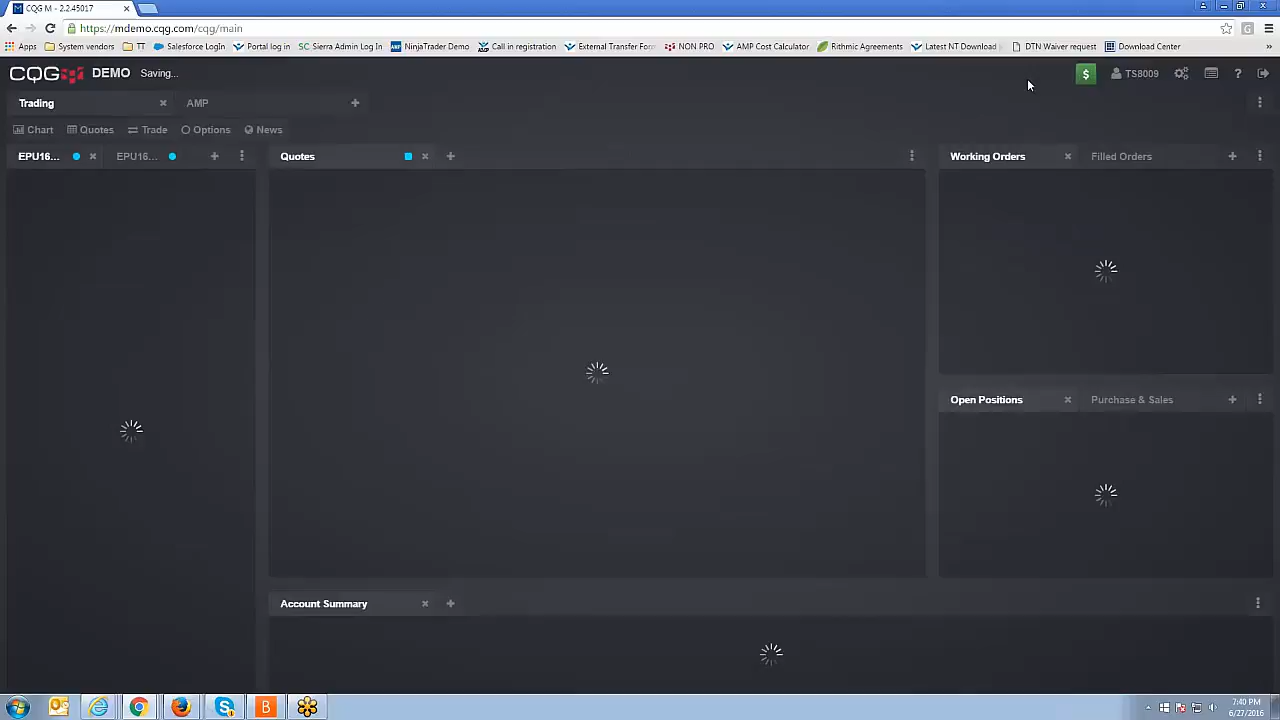 CQG M - 2.2.45017
https://mdemo.cqg.com/cqg/main
Apps System vendors TT Salesforce LogIn Portal log in SC Sierra Admin Log In NinjaTrader Demo Call in registration External Transfer For NON FIX AMP Cost Calculator Rithmic Agreements Latest NT Download DTN Waiver request Download Center »
CQG DEMO Saving... $ TS8009 ?
Trading AMP
Chart Quotes Trade Options News
EPU16... EPU16... Quotes Working Orders Filled Orders
Open Positions Purchase & Sales
Account Summary
7:40 PM
6/27/2016